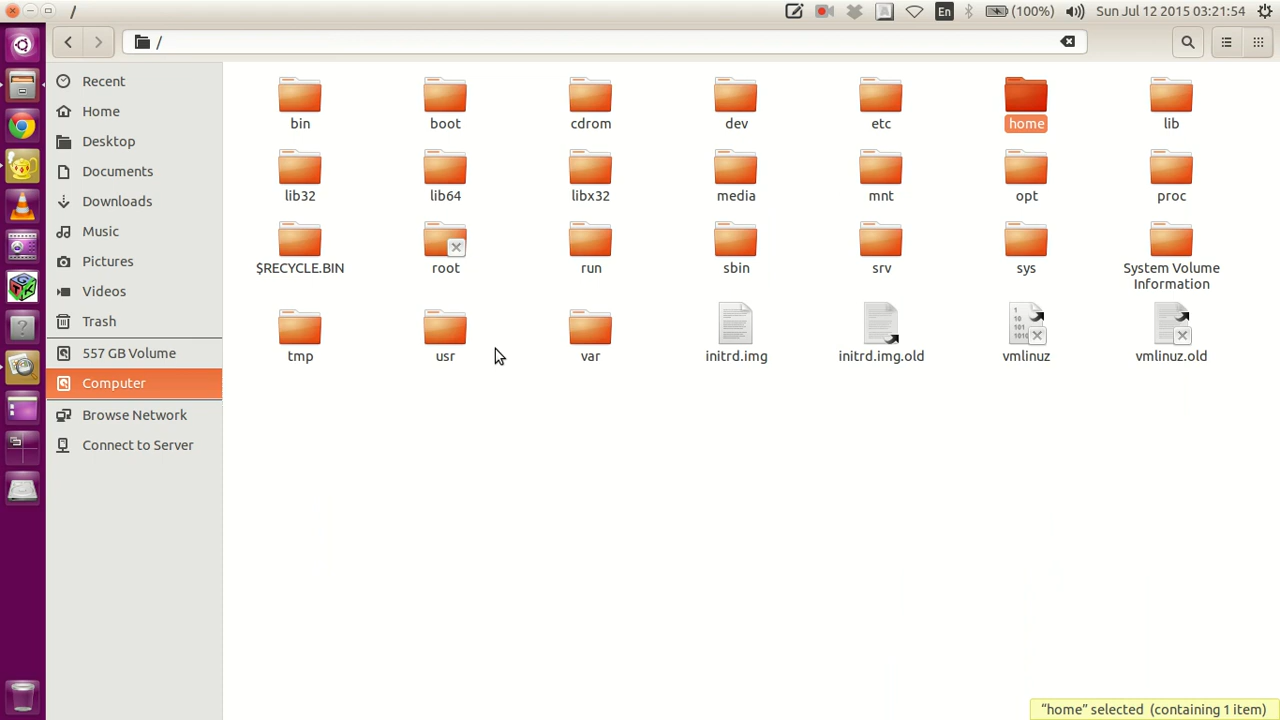 /
En
(100%)
Sun Jul 12 2015 03:21:54
/
Recent
Home
Desktop
Documents
Downloads
Music
Pictures
Videos
Trash
557 GB Volume
Computer
Browse Network
Connect to Server
bin
boot
cdrom
dev
etc
home
lib
lib32
lib64
libx32
media
mnt
opt
proc
$RECYCLE.BIN
root
run
sbin
srv
sys
System Volume
Information
tmp
usr
var
initrd.img
initrd.img.old
vmlinuz
vmlinuz.old
“home” selected (containing 1 item)